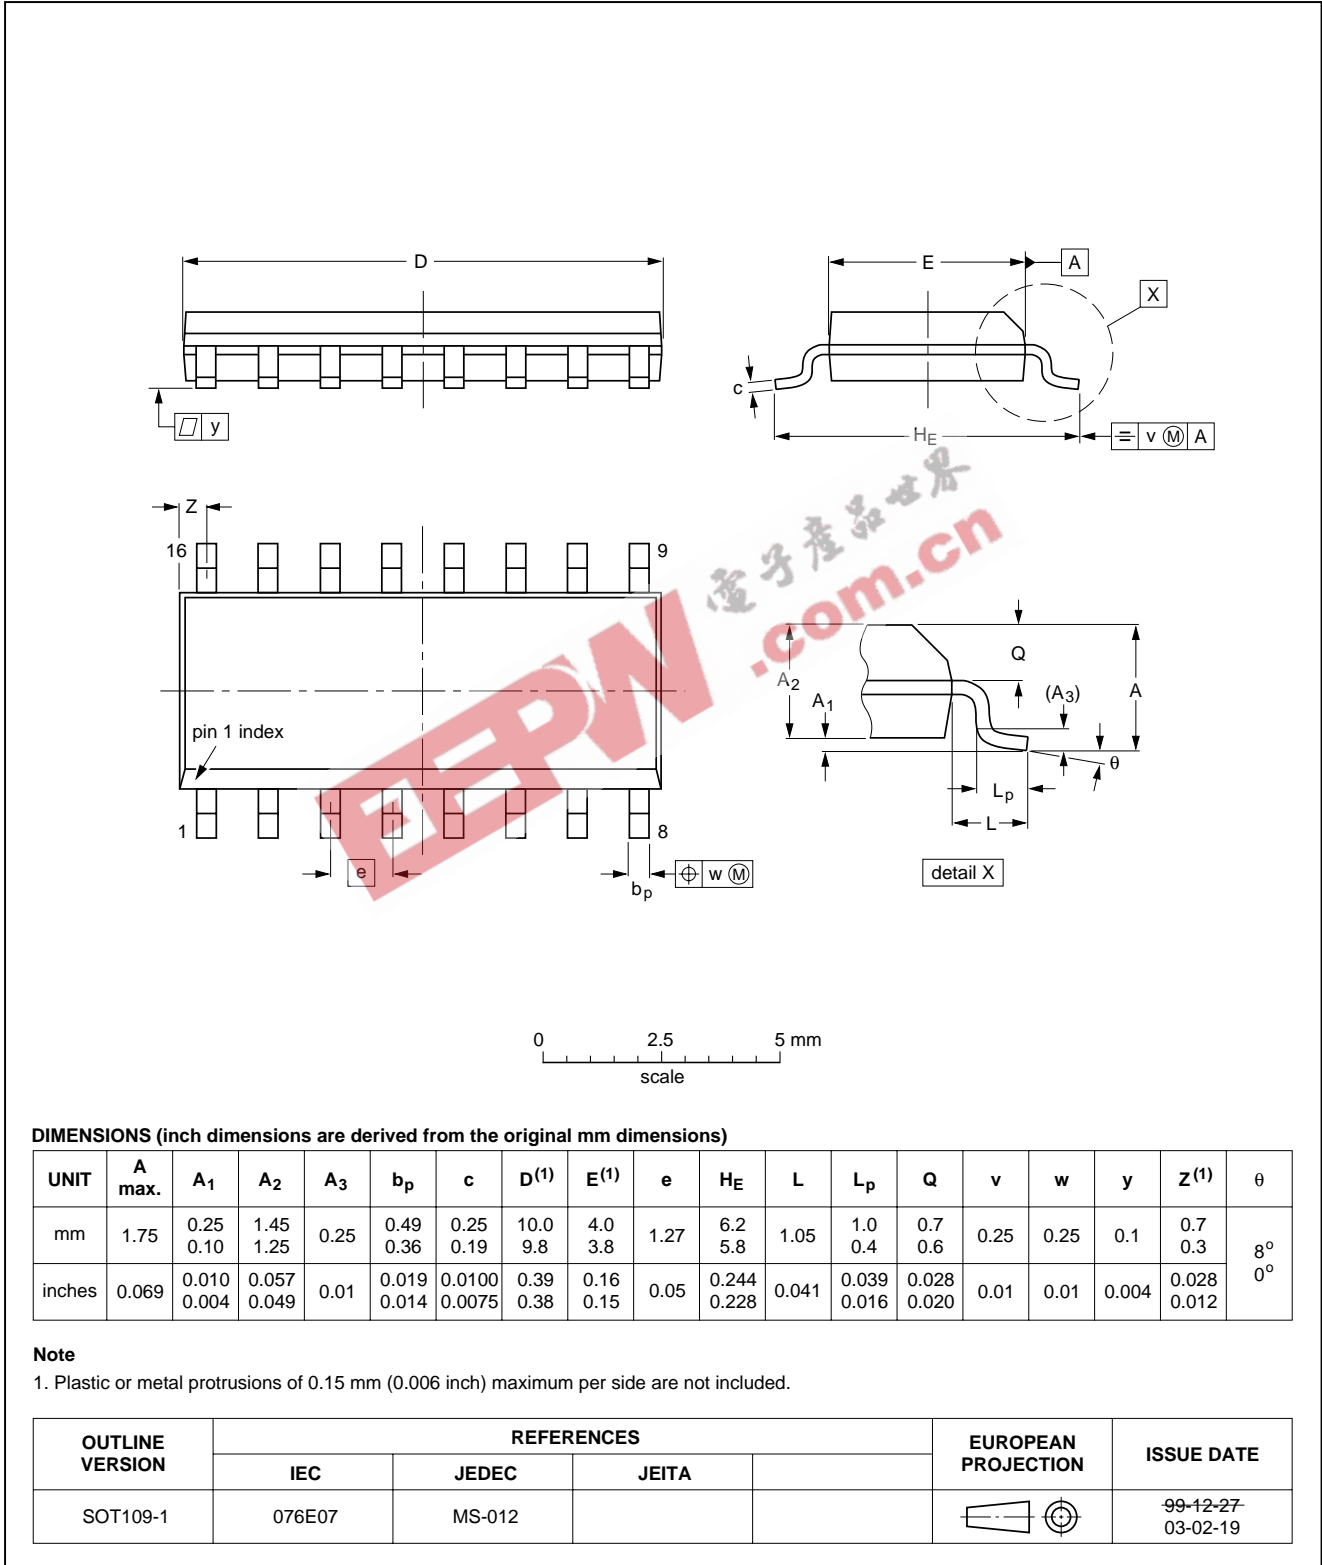 D
E
A
X
c
y
HE
v M A
Z
16
9
電子產品世界
.com.cn
EEPW
pin 1 index
1
8
e
bp
w M
A2
A1
Q
(A3)
A
θ
Lp
L
detail X
0 2.5 5 mm
scale
DIMENSIONS (inch dimensions are derived from the original mm dimensions)
UNIT A max. A1 A2 A3 bp c D(1) E(1) e HE L Lp Q v w y Z(1) θ
mm 1.75 0.25 0.10 1.45 1.25 0.25 0.49 0.36 0.25 0.19 10.0 9.8 4.0 3.8 1.27 6.2 5.8 1.05 1.0 0.4 0.7 0.6 0.25 0.25 0.1 0.7 0.3 8° 0°
inches 0.069 0.010 0.004 0.057 0.049 0.01 0.019 0.014 0.0100 0.0075 0.39 0.38 0.16 0.15 0.05 0.244 0.228 0.041 0.039 0.016 0.028 0.020 0.01 0.01 0.004 0.028 0.012
Note
1. Plastic or metal protrusions of 0.15 mm (0.006 inch) maximum per side are not included.
OUTLINE VERSION REFERENCES EUROPEAN PROJECTION ISSUE DATE
IEC JEDEC JEITA
SOT109-1 076E07 MS-012 99-12-27
03-02-19